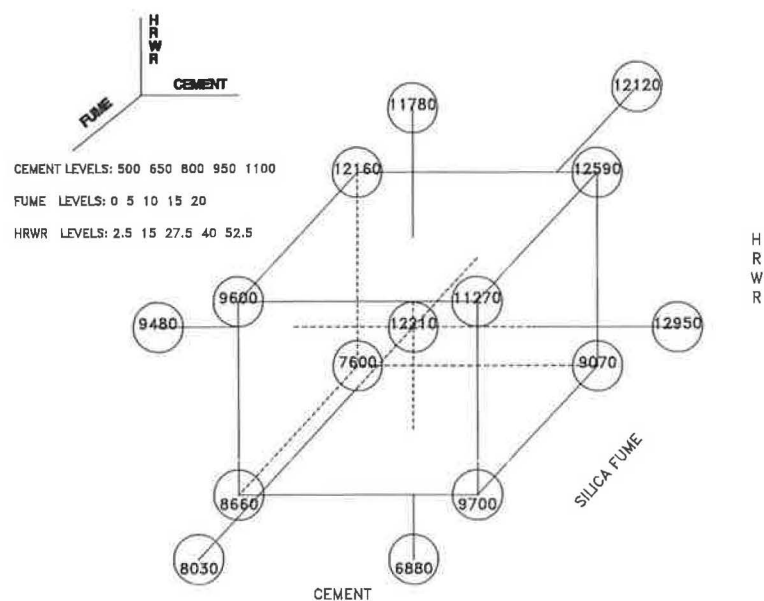 HRWR
CEMENT
FUME
CEMENT LEVELS: 500 650 800 950 1100
FUME LEVELS: 0 5 10 15 20
HRWR LEVELS: 2.5 15 27.5 40 52.5
12120
11780
12160
12590
HRWR
9600
11270
9480
12210
12950
7600
9070
SILICA FUME
8660
9700
8030
6880
CEMENT